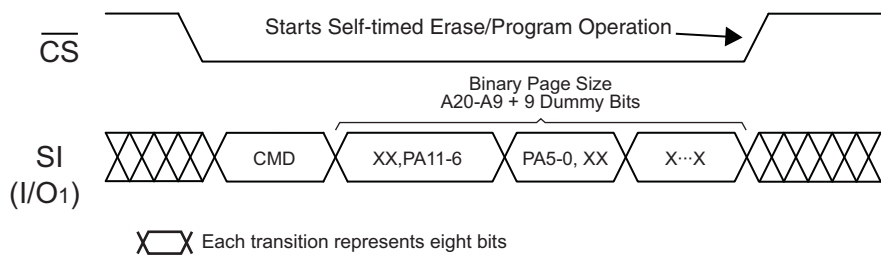 Starts Self-timed Erase/Program Operation
CS
Binary Page Size
A20-A9 + 9 Dummy Bits
SI
(I/O1)
CMD
XX,PA11-6
PA5-0, XX
X···X
Each transition represents eight bits